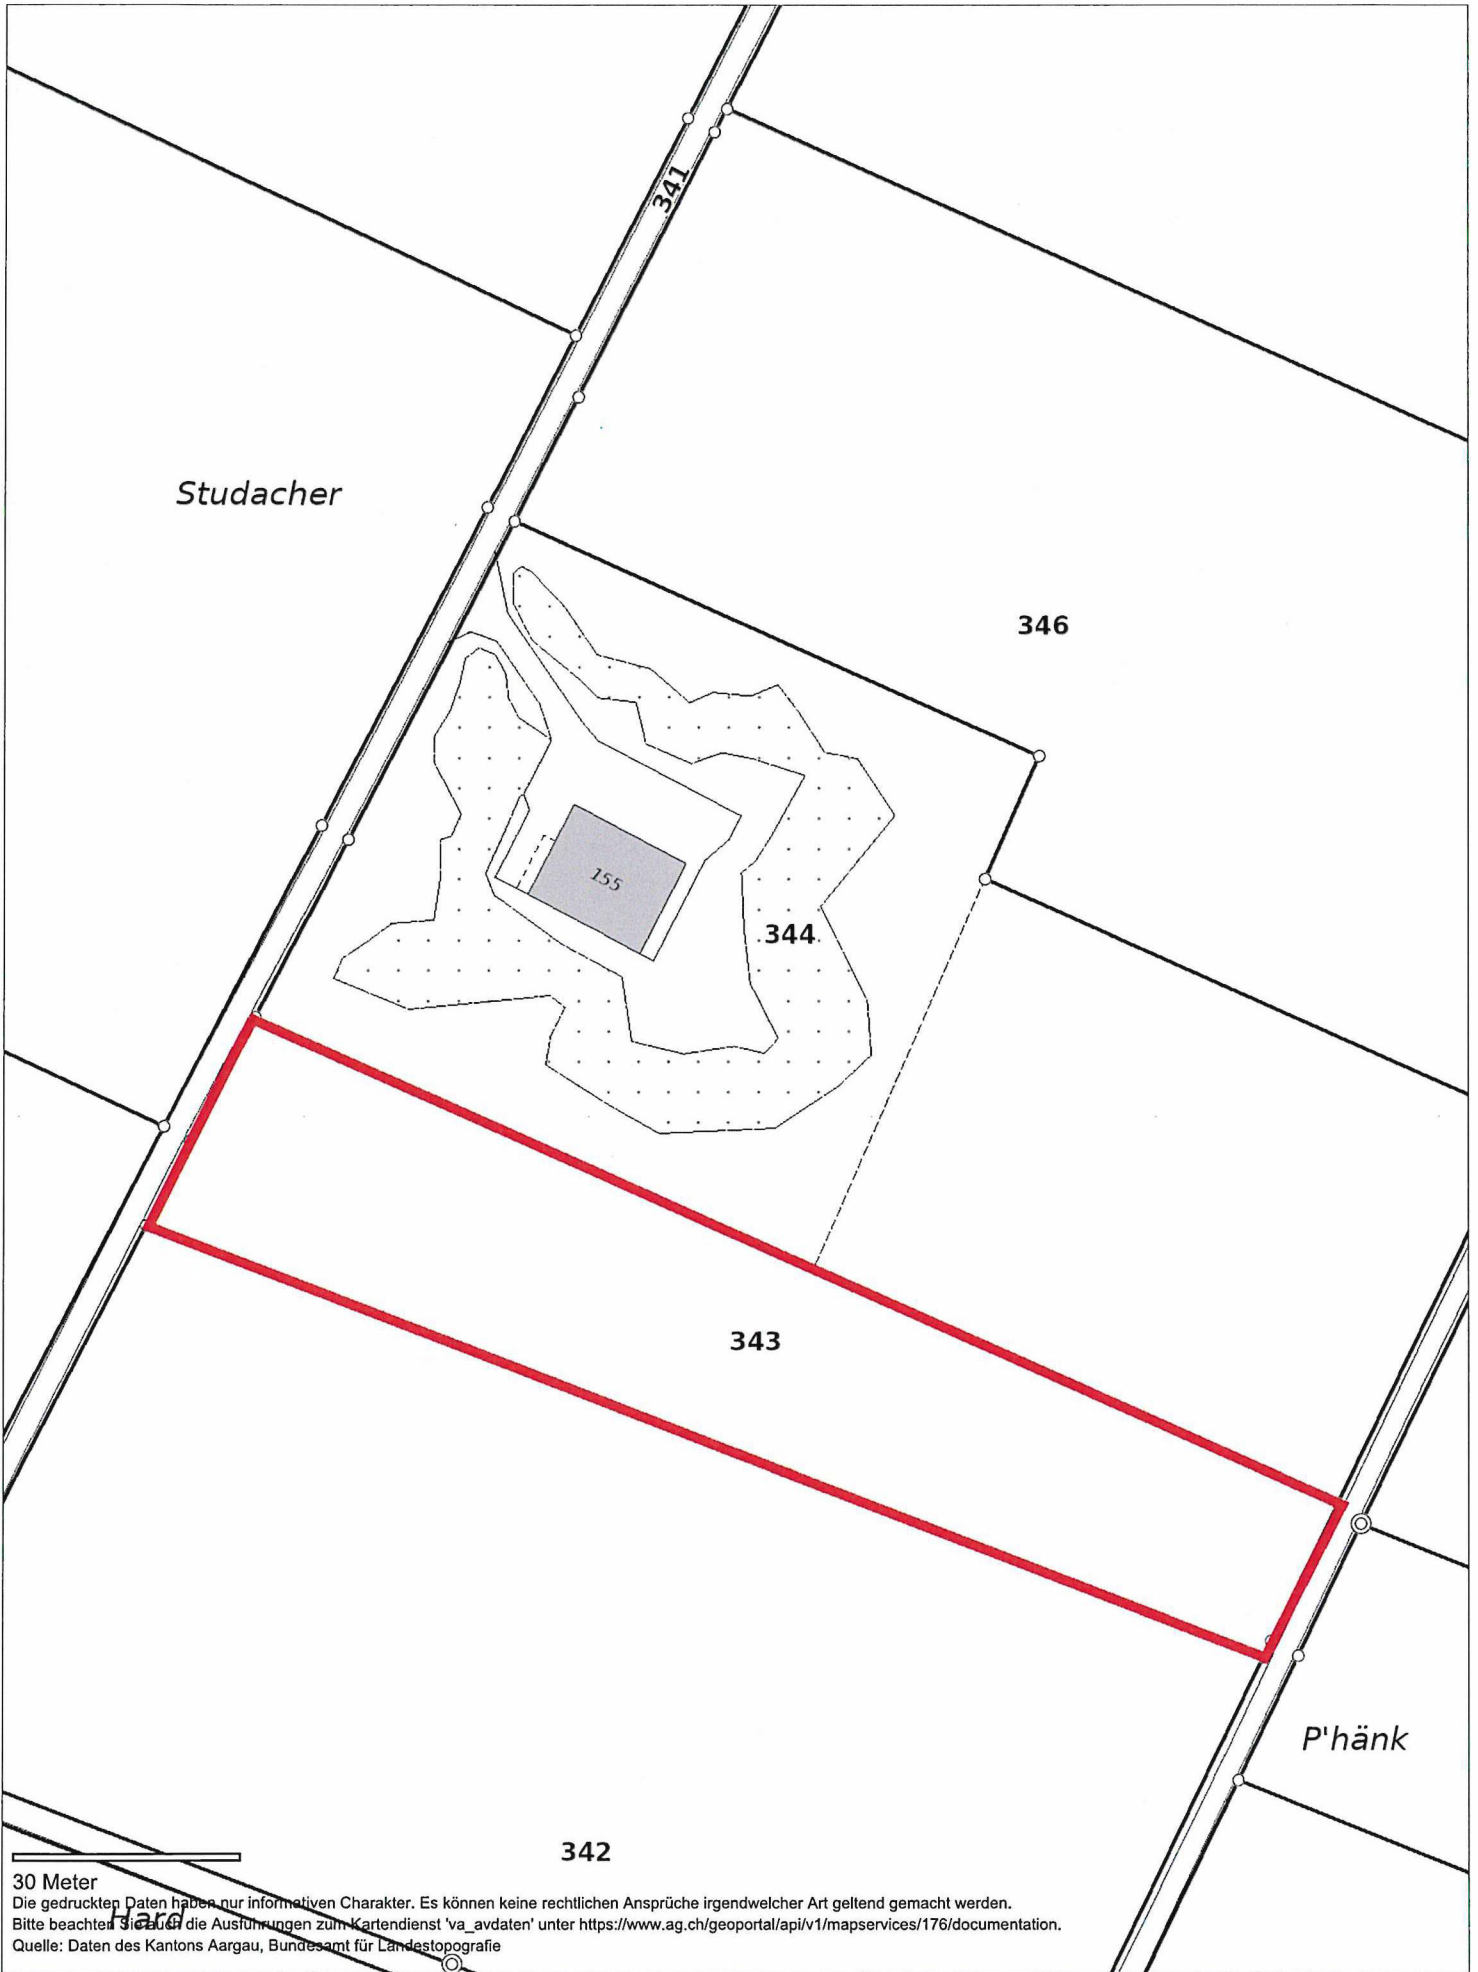 341
Studacher
346
155
344
343
P'hänk
342
30 Meter
Die gedruckten Daten haben nur informativen Charakter. Es können keine rechtlichen Ansprüche irgendwelcher Art geltend gemacht werden.
Hard
Bitte beachten Sie auch die Ausführungen zum Kartendienst 'va_avdaten' unter https://www.ag.ch/geoportal/api/v1/mapservices/176/documentation.
Quelle: Daten des Kantons Aargau, Bundesamt für Landestopografie